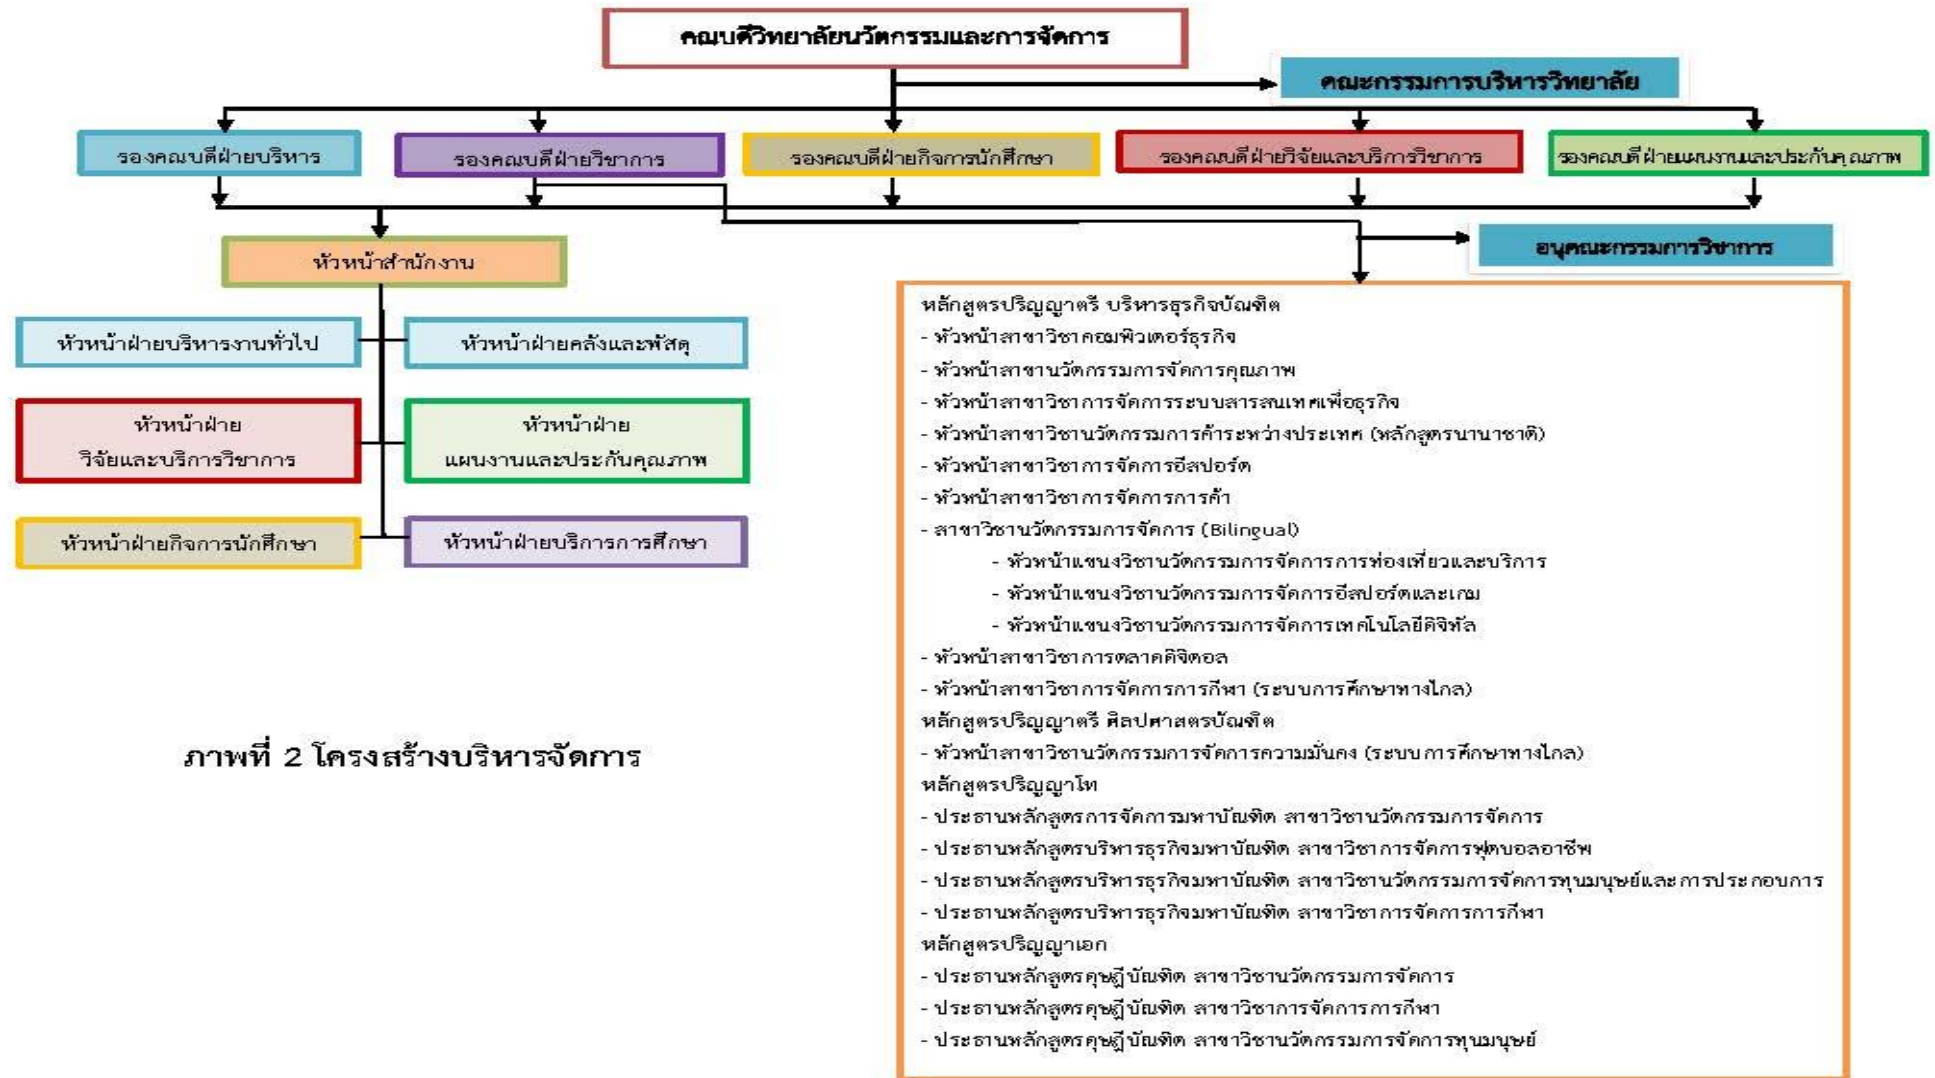 คณบดีวิทยาลัยนวัตกรรมและการจัดการ
คณะกรรมการบริหารวิทยาลัย
รองคณบดีฝ่ายบริหาร
รองคณบดีฝ่ายวิชาการ
รองคณบดีฝ่ายกิจการนักศึกษา
รองคณบดีฝ่ายวิจัยและบริการวิชาการ
รองคณบดีฝ่ายแผนงานและประกันคุณภาพ
อนุคณะกรรมการวิชาการ
หัวหน้าสำนักงาน
หัวหน้าฝ่ายบริหารงานทั่วไป
หัวหน้าฝ่ายคลังและพัสดุ
หัวหน้าฝ่าย
วิจัยและบริการวิชาการ
หัวหน้าฝ่าย
แผนงานและประกันคุณภาพ
หัวหน้าฝ่ายกิจการนักศึกษา
หัวหน้าฝ่ายบริการการศึกษา
หลักสูตรปริญญาตรี บริหารธุรกิจบัณฑิต
- หัวหน้าสาขาวิชาคอมพิวเตอร์ธุรกิจ
- หัวหน้าสาขานวัตกรรมการจัดการคุณภาพ
- หัวหน้าสาขาวิชาการจัดการระบบสารสนเทศเพื่อธุรกิจ
- หัวหน้าสาขาวิชานวัตกรรมการค้าระหว่างประเทศ (หลักสูตรนานาชาติ)
- หัวหน้าสาขาวิชาการจัดการอีสปอร์ต
- หัวหน้าสาขาวิชาการจัดการการค้า
- สาขาวิชานวัตกรรมการจัดการ (Bilingual)
- หัวหน้าแขนงวิชานวัตกรรมการจัดการการท่องเที่ยวและบริการ
- หัวหน้าแขนงวิชานวัตกรรมการจัดการอีสปอร์ตและเกม
- หัวหน้าแขนงวิชานวัตกรรมการจัดการเทคโนโลยีดิจิทัล
- หัวหน้าสาขาวิชาการตลาดดิจิตอล
- หัวหน้าสาขาวิชาการจัดการการกีฬา (ระบบการศึกษาทางไกล)
หลักสูตรปริญญาตรี ศิลปศาสตรบัณฑิต
- หัวหน้าสาขาวิชานวัตกรรมการจัดการความมั่นคง (ระบบการศึกษาทางไกล)
หลักสูตรปริญญาโท
- ประธานหลักสูตรการจัดการมหาบัณฑิต สาขาวิชานวัตกรรมการจัดการ
- ประธานหลักสูตรบริหารธุรกิจมหาบัณฑิต สาขาวิชาการจัดการฟุตบอลอาชีพ
- ประธานหลักสูตรบริหารธุรกิจมหาบัณฑิต สาขาวิชานวัตกรรมการจัดการทุนมนุษย์และการประกอบการ
- ประธานหลักสูตรบริหารธุรกิจมหาบัณฑิต สาขาวิชาการจัดการการกีฬา
หลักสูตรปริญญาเอก
- ประธานหลักสูตรดุษฎีบัณฑิต สาขาวิชานวัตกรรมการจัดการ
- ประธานหลักสูตรดุษฎีบัณฑิต สาขาวิชาการจัดการการกีฬา
- ประธานหลักสูตรดุษฎีบัณฑิต สาขาวิชานวัตกรรมการจัดการทุนมนุษย์
ภาพที่ 2 โครงสร้างบริหารจัดการ